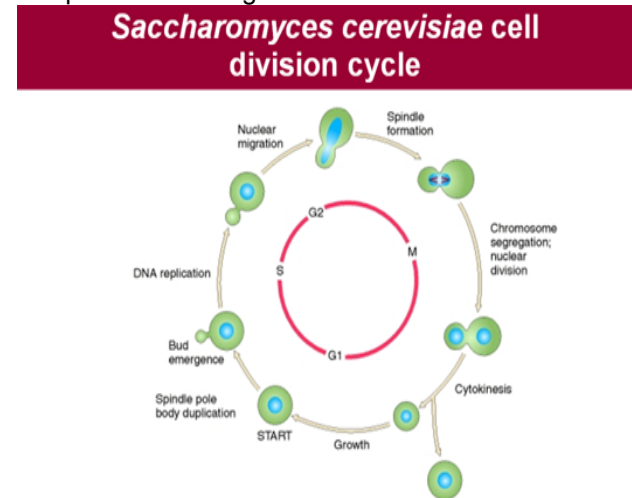 Saccharomyces cerevisiae cell
division cycle
Nuclear
migration
Spindle
formation
G2
M
S
G1
Chromosome
segregation;
nuclear
division
DNA replication
Bud
emergence
Cytokinesis
Spindle pole
body duplication
START
Growth